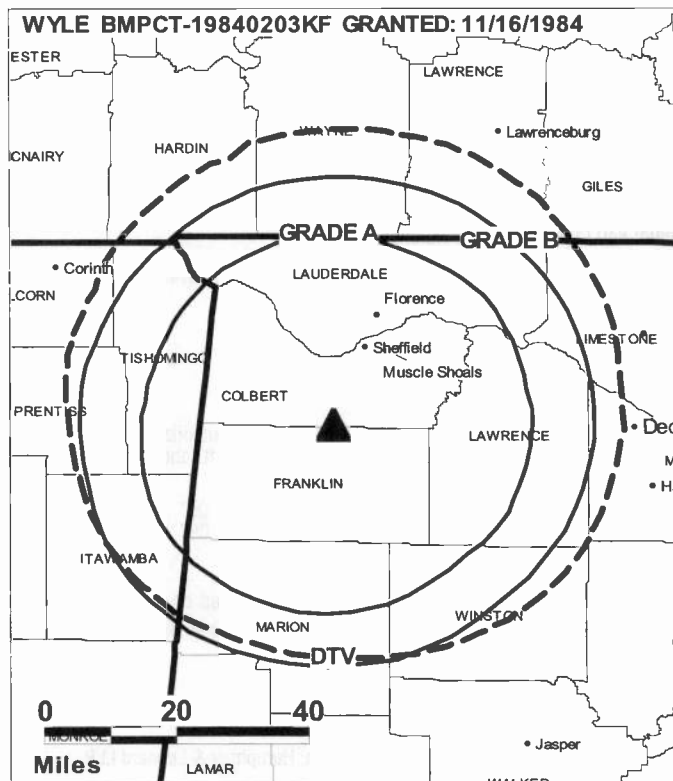 WYLE BMPCT-19840203KF GRANTED: 11/16/1984
ESTER
LAWRENCE
WAYNE
Lawrenceburg
HARDIN
CNAIRY
GILES
GRADE A
GRADE B
Corinth
LAUDERDALE
LCORN
Florence
LIMESTONE
Sheffield
TISHOMINGO
Muscle Shoals
COLBERT
PRENTISS
Dec
LAWRENCE
M
FRANKLIN
H
ITAWAMBA
WINSTON
MARION
DTV
0 20 40
MONROE
Jasper
Miles
LAMAR
WALKER